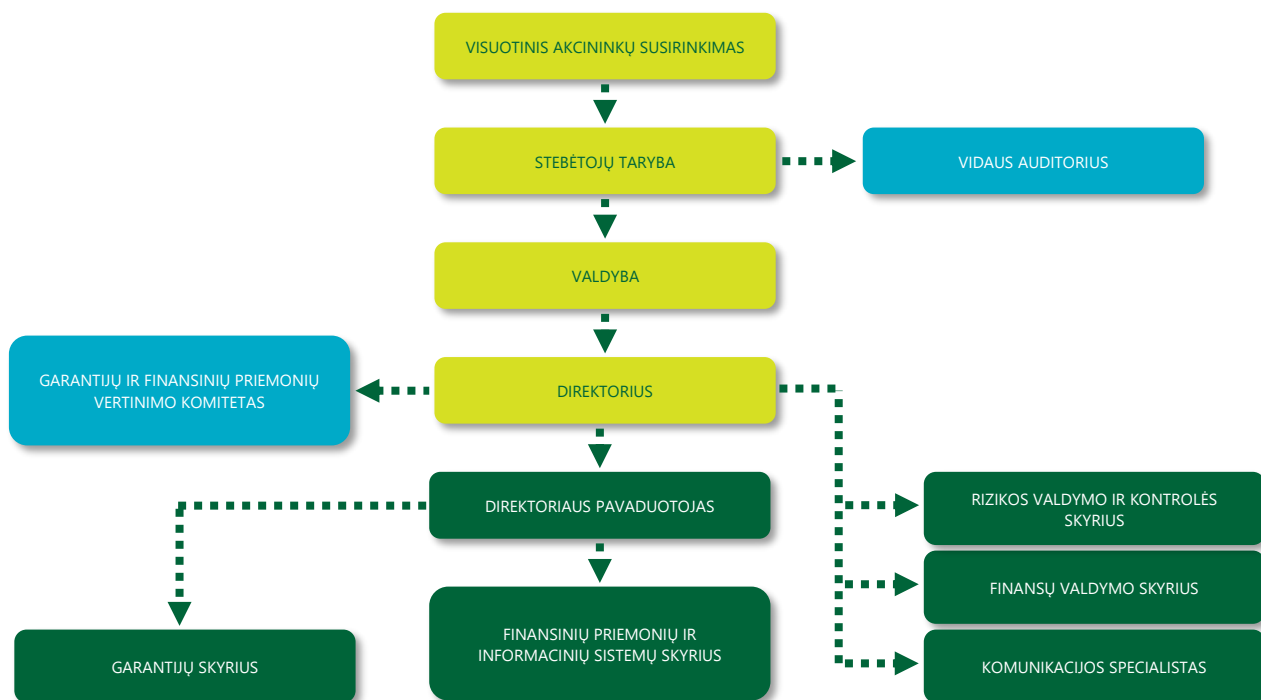 VISUOTINIS AKCININKŲ SUSIRINKIMAS
STEBĖTOJŲ TARYBA
VIDAUS AUDITORIUS
VALDYBA
GARANTIJŲ IR FINANSINIŲ PRIEMONIŲ
VERTINIMO KOMITETAS
DIREKTORIUS
DIREKTORIAUS PAVADUOTOJAS
RIZIKOS VALDYMO IR KONTROLĖS
SKYRIUS
FINANSŲ VALDYMO SKYRIUS
GARANTIJŲ SKYRIUS
FINANSINIŲ PRIEMONIŲ IR
INFORMACINIŲ SISTEMŲ SKYRIUS
KOMUNIKACIJOS SPECIALISTAS